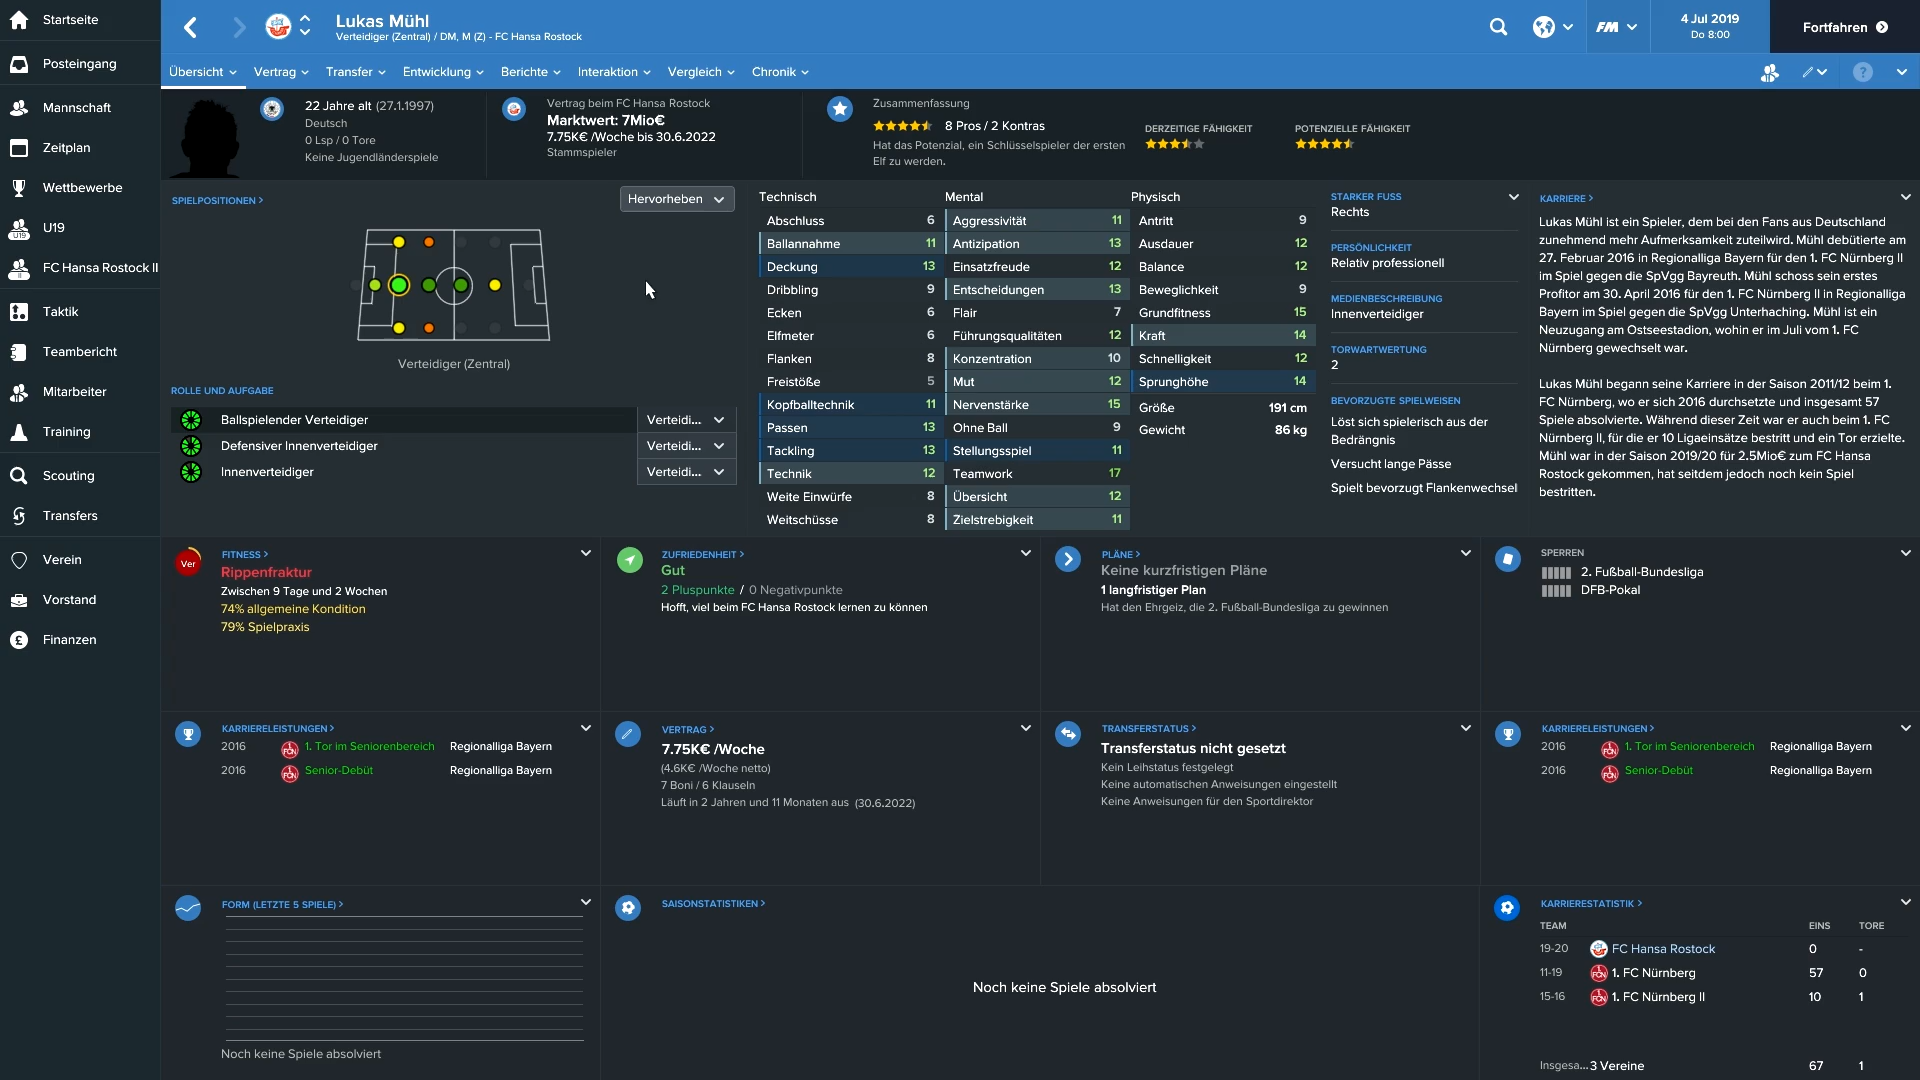 Startseite
Posteingang
Mannschaft
Zeitplan
Wettbewerbe
U19
FC Hansa Rostock II
Taktik
Teambericht
Mitarbeiter
Training
Scouting
Transfers
Verein
Vorstand
Finanzen
Lukas Mühl
Verteidiger (Zentral) / DM, M (Z) - FC Hansa Rostock
FM
4 Jul 2019
Do 8:00
Fortfahren
Übersicht Vertrag Transfer Entwicklung Berichte Interaktion Vergleich Chronik
22 Jahre alt (27.1.1997)
Deutsch
0 Lsp / 0 Tore
Keine Jugendländerspiele
Vertrag beim FC Hansa Rostock
Marktwert: 7Mio€
7.75K€ /Woche bis 30.6.2022
Stammspieler
Zusammenfassung
8 Pros / 2 Kontras
Hat das Potenzial, ein Schlüsselspieler der ersten
Elf zu werden.
DERZEITIGE FÄHIGKEIT
POTENZIELLE FÄHIGKEIT
SPIELPOSITIONEN >
Hervorheben
Verteidiger (Zentral)
ROLLE UND AUFGABE
Ballspielender Verteidiger Verteidi...
Defensiver Innenverteidiger Verteidi...
Innenverteidiger Verteidi...
Technisch
Abschluss 6
Ballannahme 11
Deckung 13
Dribbling 9
Ecken 6
Elfmeter 6
Flanken 8
Freistöße 5
Kopfballtechnik 11
Passen 13
Tackling 13
Technik 12
Weite Einwürfe 8
Weitschüsse 8
Mental
Aggressivität 11
Antizipation 13
Einsatzfreude 12
Entscheidungen 13
Flair 7
Führungsqualitäten 12
Konzentration 10
Mut 12
Nervenstärke 15
Ohne Ball 9
Stellungsspiel 11
Teamwork 17
Übersicht 12
Zielstrebigkeit 11
Physisch
Antritt 9
Ausdauer 12
Balance 12
Beweglichkeit 9
Grundfitness 15
Kraft 14
Schnelligkeit 12
Sprunghöhe 14
Größe 191 cm
Gewicht 86 kg
STARKER FUSS
Rechts
PERSÖNLICHKEIT
Relativ professionell
MEDIENBESCHREIBUNG
Innenverteidiger
TORWARTWERTUNG
2
BEVORZUGTE SPIELWEISEN
Löst sich spielerisch aus der
Bedrängnis
Versucht lange Pässe
Spielt bevorzugt Flankenwechsel
KARRIERE >
Lukas Mühl ist ein Spieler, dem bei den Fans aus Deutschland
zunehmend mehr Aufmerksamkeit zuteilwird. Mühl debütierte am
27. Februar 2016 in Regionalliga Bayern für den 1. FC Nürnberg II
im Spiel gegen die SpVgg Bayreuth. Mühl schoss sein erstes
Profitor am 30. April 2016 für den 1. FC Nürnberg II in Regionalliga
Bayern im Spiel gegen die SpVgg Unterhaching. Mühl ist ein
Neuzugang am Ostseestadion, wohin er im Juli vom 1. FC
Nürnberg gewechselt war.
Lukas Mühl begann seine Karriere in der Saison 2011/12 beim 1.
FC Nürnberg, wo er sich 2016 durchsetzte und insgesamt 57
Spiele absolvierte. Während dieser Zeit war er auch beim 1. FC
Nürnberg II, für die er 10 Ligaeinsätze bestritt und ein Tor erzielte.
Mühl war in der Saison 2019/20 für 2.5Mio€ zum FC Hansa
Rostock gekommen, hat seitdem jedoch noch kein Spiel
bestritten.
Ver
FITNESS >
Rippenfraktur
Zwischen 9 Tage und 2 Wochen
74% allgemeine Kondition
79% Spielpraxis
ZUFRIEDENHEIT >
Gut
2 Pluspunkte / 0 Negativpunkte
Hofft, viel beim FC Hansa Rostock lernen zu können
PLÄNE >
Keine kurzfristigen Pläne
1 langfristiger Plan
Hat den Ehrgeiz, die 2. Fußball-Bundesliga zu gewinnen
SPERREN
2. Fußball-Bundesliga
DFB-Pokal
KARRIERELEISTUNGEN >
2016 1. Tor im Seniorenbereich Regionalliga Bayern
2016 Senior-Debüt Regionalliga Bayern
VERTRAG >
7.75K€ /Woche
(4.6K€ /Woche netto)
7 Boni / 6 Klauseln
Läuft in 2 Jahren und 11 Monaten aus (30.6.2022)
TRANSFERSTATUS >
Transferstatus nicht gesetzt
Kein Leihstatus festgelegt
Keine automatischen Anweisungen eingestellt
Keine Anweisungen für den Sportdirektor
KARRIERELEISTUNGEN >
2016 1. Tor im Seniorenbereich Regionalliga Bayern
2016 Senior-Debüt Regionalliga Bayern
FORM (LETZTE 5 SPIELE) >
Noch keine Spiele absolviert
SAISONSTATISTIKEN >
Noch keine Spiele absolviert
KARRIERESTATISTIK >
TEAM EINS TORE
19-20 FC Hansa Rostock 0 -
11-19 1. FC Nürnberg 57 0
15-16 1. FC Nürnberg II 10 1
Insgesa... 3 Vereine 67 1